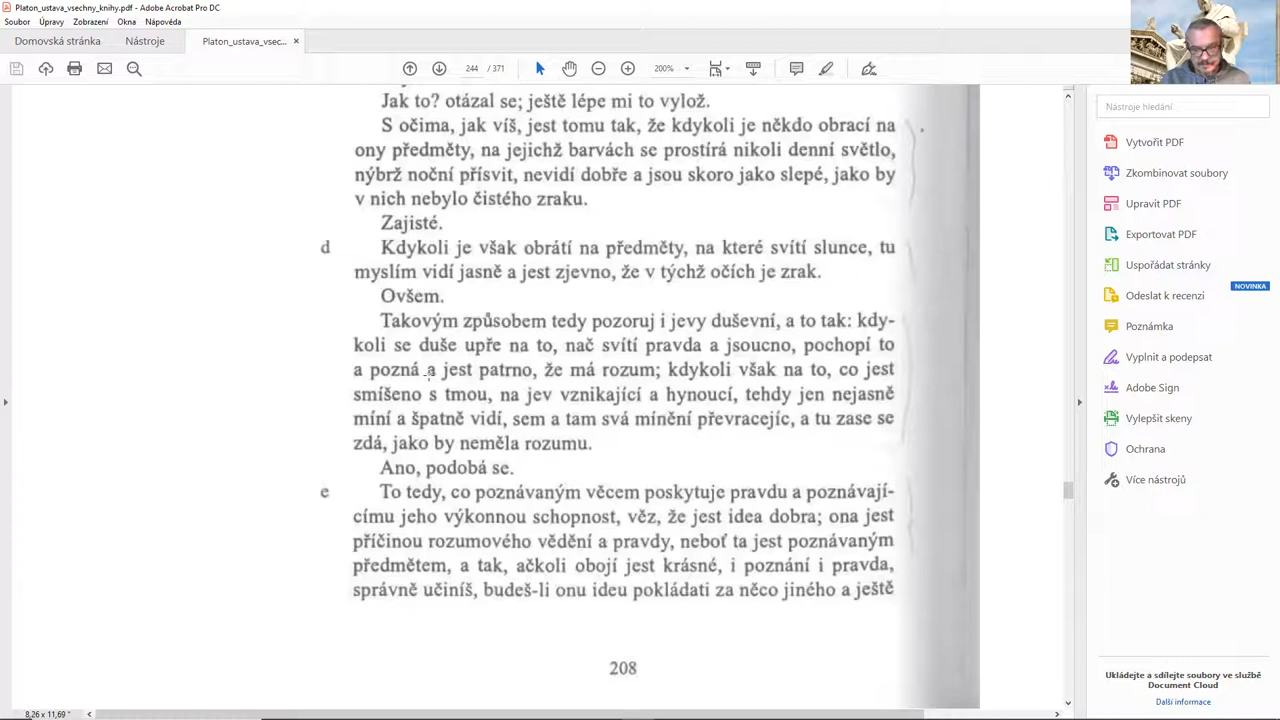 Platon_ustava_vsechny_knihy.pdf - Adobe Acrobat Pro DC
Soubor Úpravy Zobrazení Okna Nápověda
Domovská stránka Nástroje Platon_ustava_vsec... ×
244 / 371 200%
Jak to? otázal se; ještě lépe mi to vylož.
S očima, jak víš, jest tomu tak, že kdykoli je někdo obrací na
ony předměty, na jejichž barvách se prostírá nikoli denní světlo,
nýbrž noční přísvit, nevidí dobře a jsou skoro jako slepé, jako by
v nich nebylo čistého zraku.
Zajisté.
d Kdykoli je však obrátí na předměty, na které svítí slunce, tu
myslím vidí jasně a jest zjevno, že v týchž očích je zrak.
Ovšem.
Takovým způsobem tedy pozoruj i jevy duševní, a to tak: kdy-
koli se duše upře na to, nač svítí pravda a jsoucno, pochopí to
a pozná a jest patrno, že má rozum; kdykoli však na to, co jest
smíšeno s tmou, na jev vznikající a hynoucí, tehdy jen nejasně
míní a špatně vidí, sem a tam svá mínění převracejíc, a tu zase se
zdá, jako by neměla rozumu.
Ano, podobá se.
e To tedy, co poznávaným věcem poskytuje pravdu a poznávají-
címu jeho výkonnou schopnost, věz, že jest idea dobra; ona jest
příčinou rozumového vědění a pravdy, neboť ta jest poznávaným
předmětem, a tak, ačkoli obojí jest krásné, i poznání i pravda,
správně učiníš, budeš-li onu ideu pokládati za něco jiného a ještě
208
8,26 x 11,69 "
Nástroje hledání
Vytvořit PDF
Zkombinovat soubory
Upravit PDF
Exportovat PDF
Uspořádat stránky
NOVINKA
Odeslat k recenzi
Poznámka
Vyplnit a podepsat
Adobe Sign
Vylepšit skeny
Ochrana
Více nástrojů
Ukládejte a sdílejte soubory ve službě
Document Cloud
Další informace